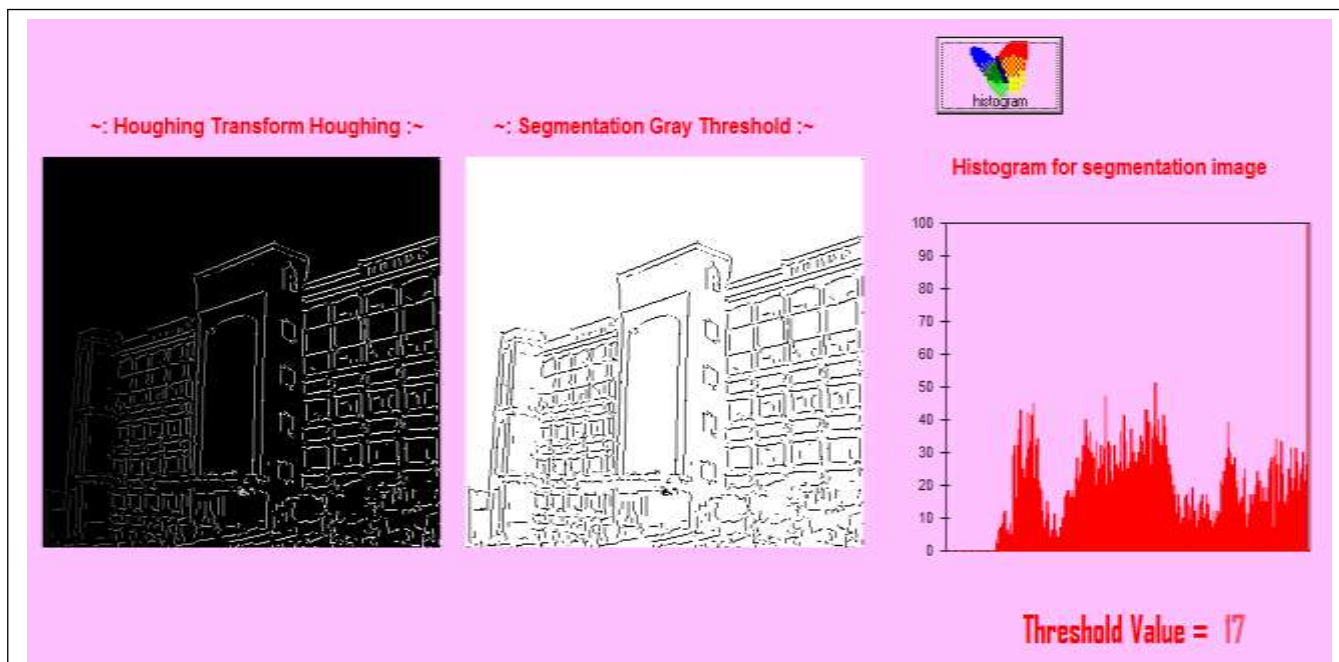 histogram
~: Houghing Transform Houghing :~
~: Segmentation Gray Threshold :~
Histogram for segmentation image
100
90
80
70
60
50
40
30
20
10
0
Threshold Value = 17